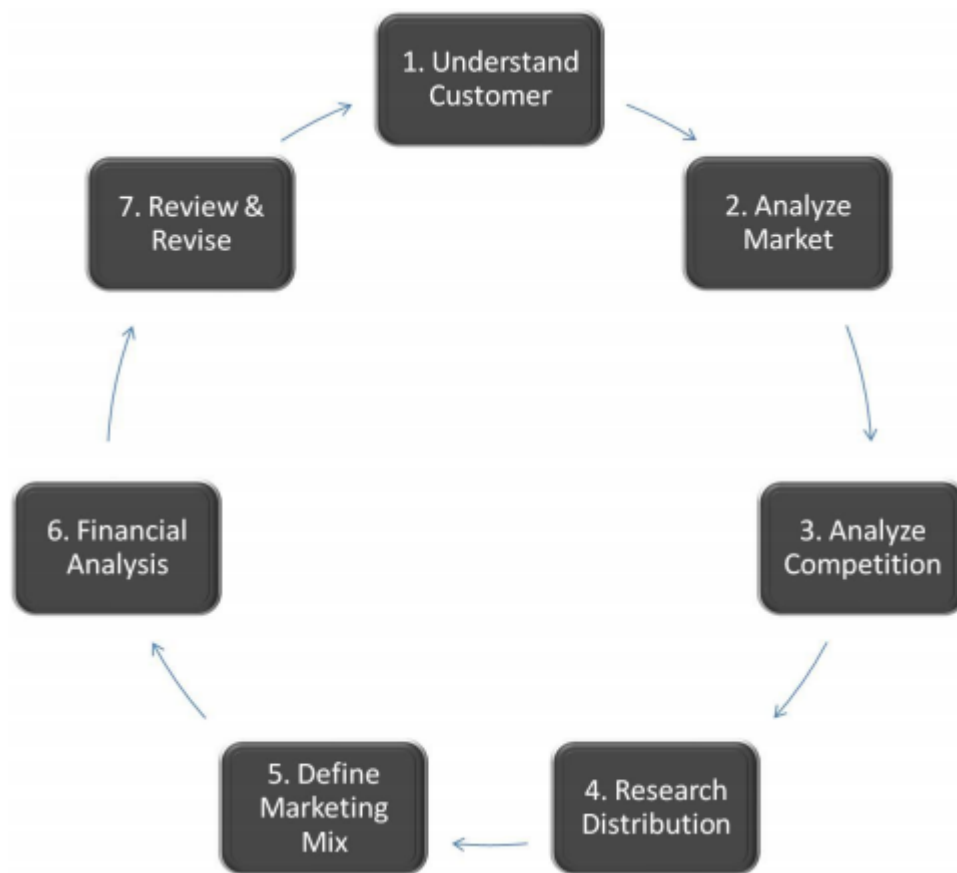 1. Understand
Customer
2. Analyze
Market
3. Analyze
Competition
4. Research
Distribution
5. Define
Marketing
Mix
6. Financial
Analysis
7. Review &
Revise